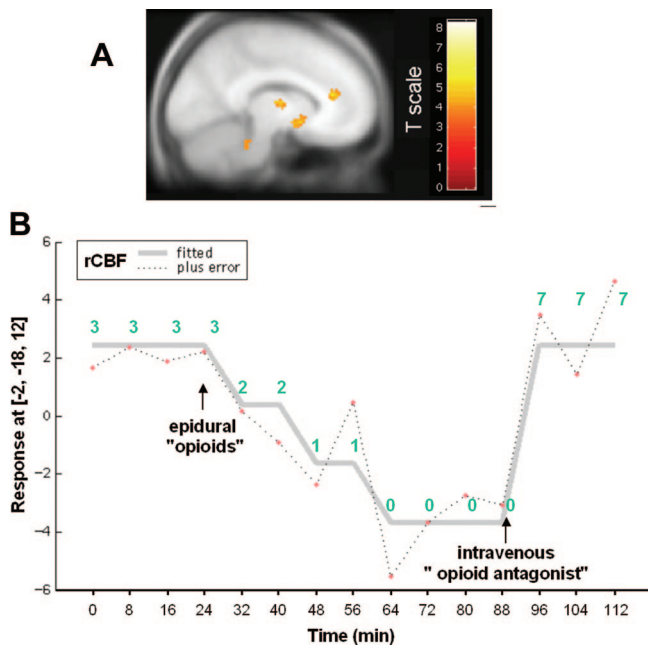 A
T scale
8
7
6
5
4
3
2
1
0
B
rCBF
fitted
plus error
Response at [-2, -18, 12]
6
4
2
0
−2
−4
−6
3 3 3 3
2 2
1 1
0 0 0 0
7 7 7
epidural
"opioids"
intravenous
" opioid antagonist"
0 8 16 24 32 40 48 56 64 72 80 88 96 104 112
Time (min)